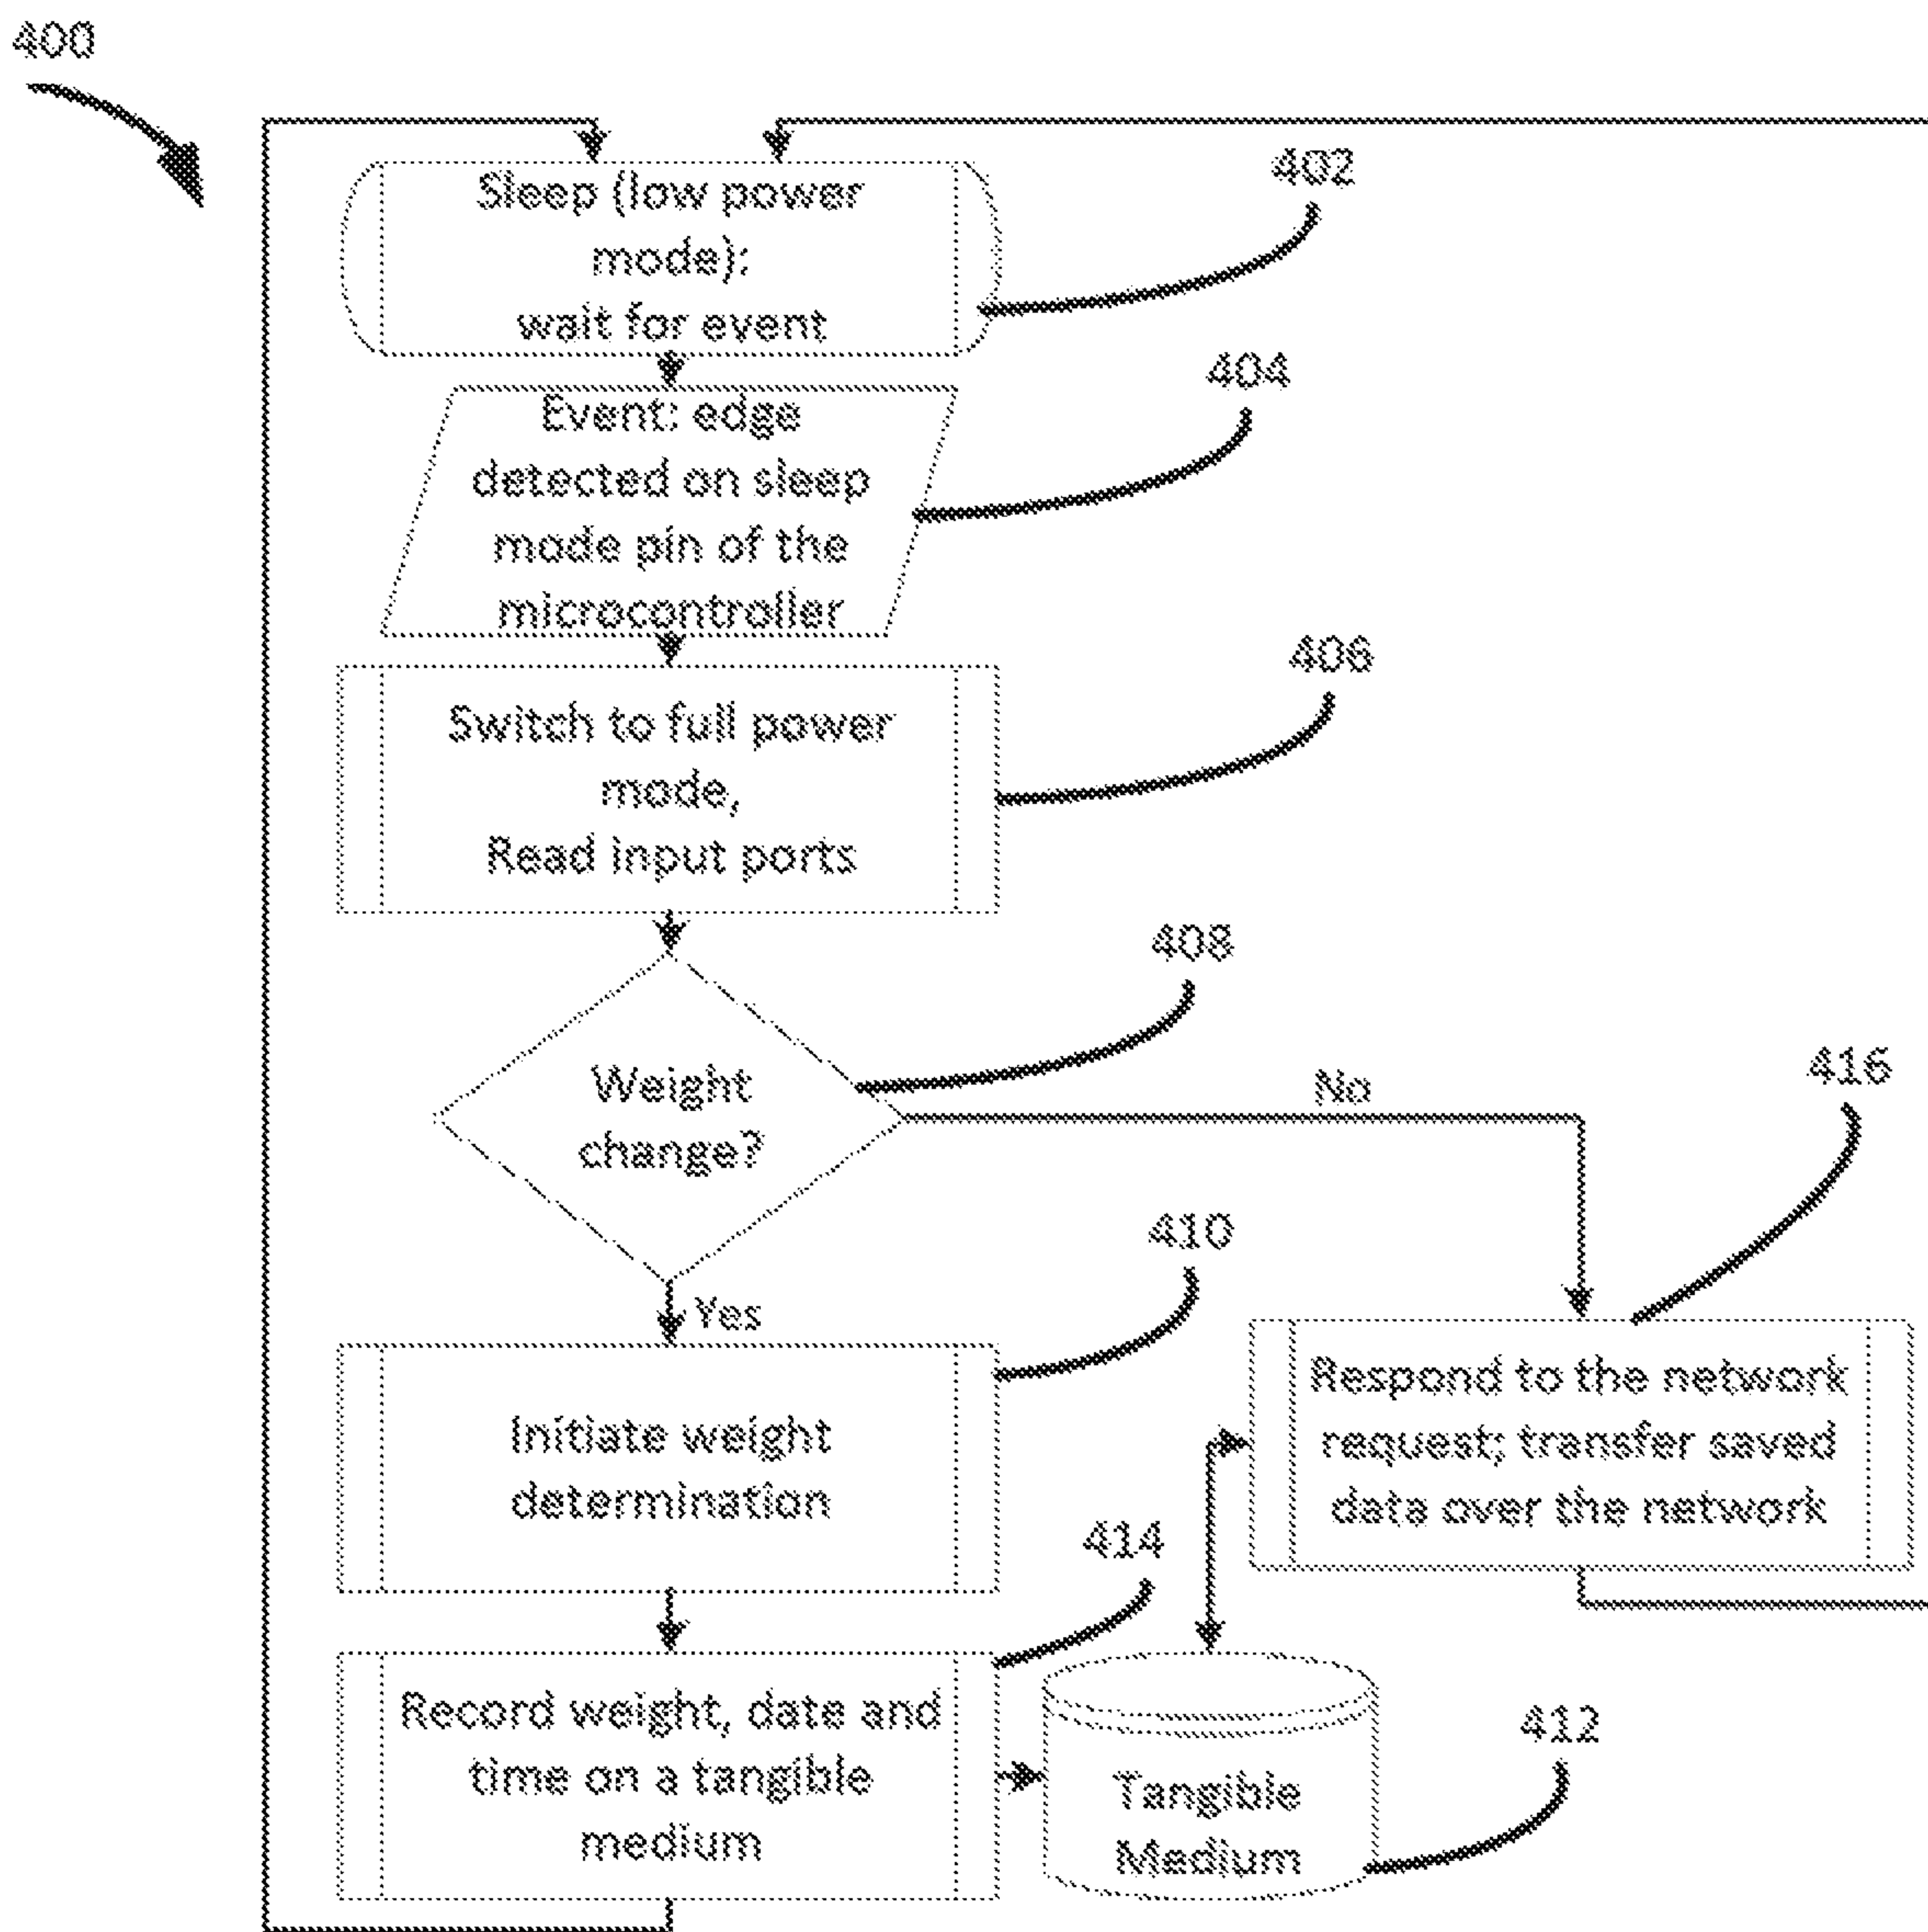 400
402
Sleep (low power
mode):
wait for event
404
Event: edge
detected on sleep
mode pin of the
microcontroller
406
Switch to full power
mode,
Read input ports
408
Weight
change?
No
416
Yes
410
Initiate weight
determination
Respond to the network
request; transfer saved
data over the network
414
Record weight, date and
time on a tangible
medium
412
Tangible
Medium